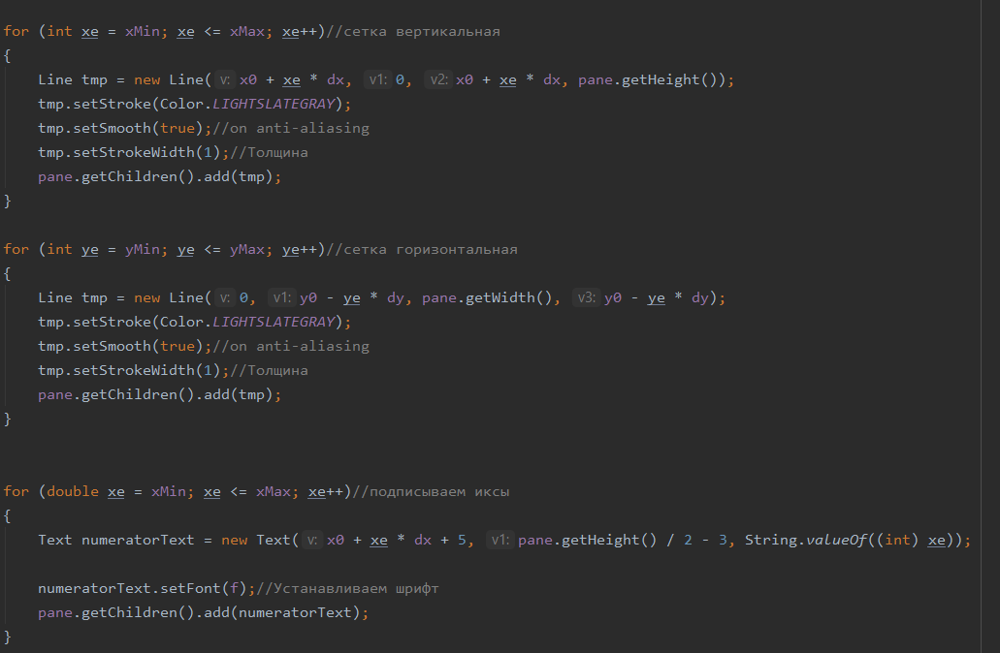 for (int xe = xMin; xe <= xMax; xe++)//сетка вертикальная
{
    Line tmp = new Line( v: x0 + xe * dx, v1: 0, v2: x0 + xe * dx, pane.getHeight());
    tmp.setStroke(Color.LIGHTSLATEGRAY);
    tmp.setSmooth(true);//on anti-aliasing
    tmp.setStrokeWidth(1);//Толщина
    pane.getChildren().add(tmp);
}
for (int ye = yMin; ye <= yMax; ye++)//сетка горизонтальная
{
    Line tmp = new Line( v: 0, v1: y0 - ye * dy, pane.getWidth(), v3: y0 - ye * dy);
    tmp.setStroke(Color.LIGHTSLATEGRAY);
    tmp.setSmooth(true);//on anti-aliasing
    tmp.setStrokeWidth(1);//Толщина
    pane.getChildren().add(tmp);
}
for (double xe = xMin; xe <= xMax; xe++)//подписываем иксы
{
    Text numeratorText = new Text( v: x0 + xe * dx + 5, v1: pane.getHeight() / 2 - 3, String.valueOf((int) xe));
    numeratorText.setFont(f);//Устанавливаем шрифт
    pane.getChildren().add(numeratorText);
}